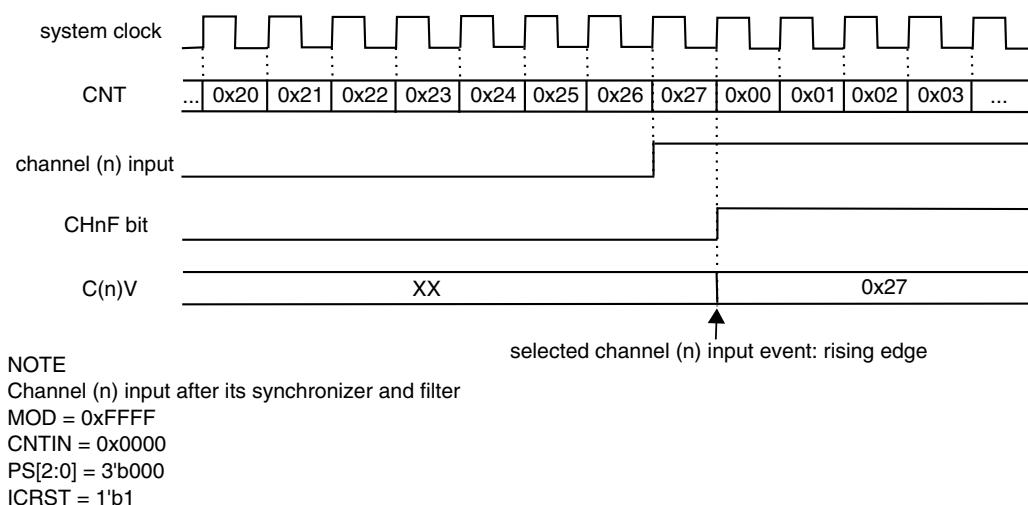 system clock
CNT
... 0x20 0x21 0x22 0x23 0x24 0x25 0x26 0x27 0x00 0x01 0x02 0x03 ...
channel (n) input
CHnF bit
C(n)V
XX 0x27
selected channel (n) input event: rising edge
NOTE
Channel (n) input after its synchronizer and filter
MOD = 0xFFFF
CNTIN = 0x0000
PS[2:0] = 3'b000
ICRST = 1'b1